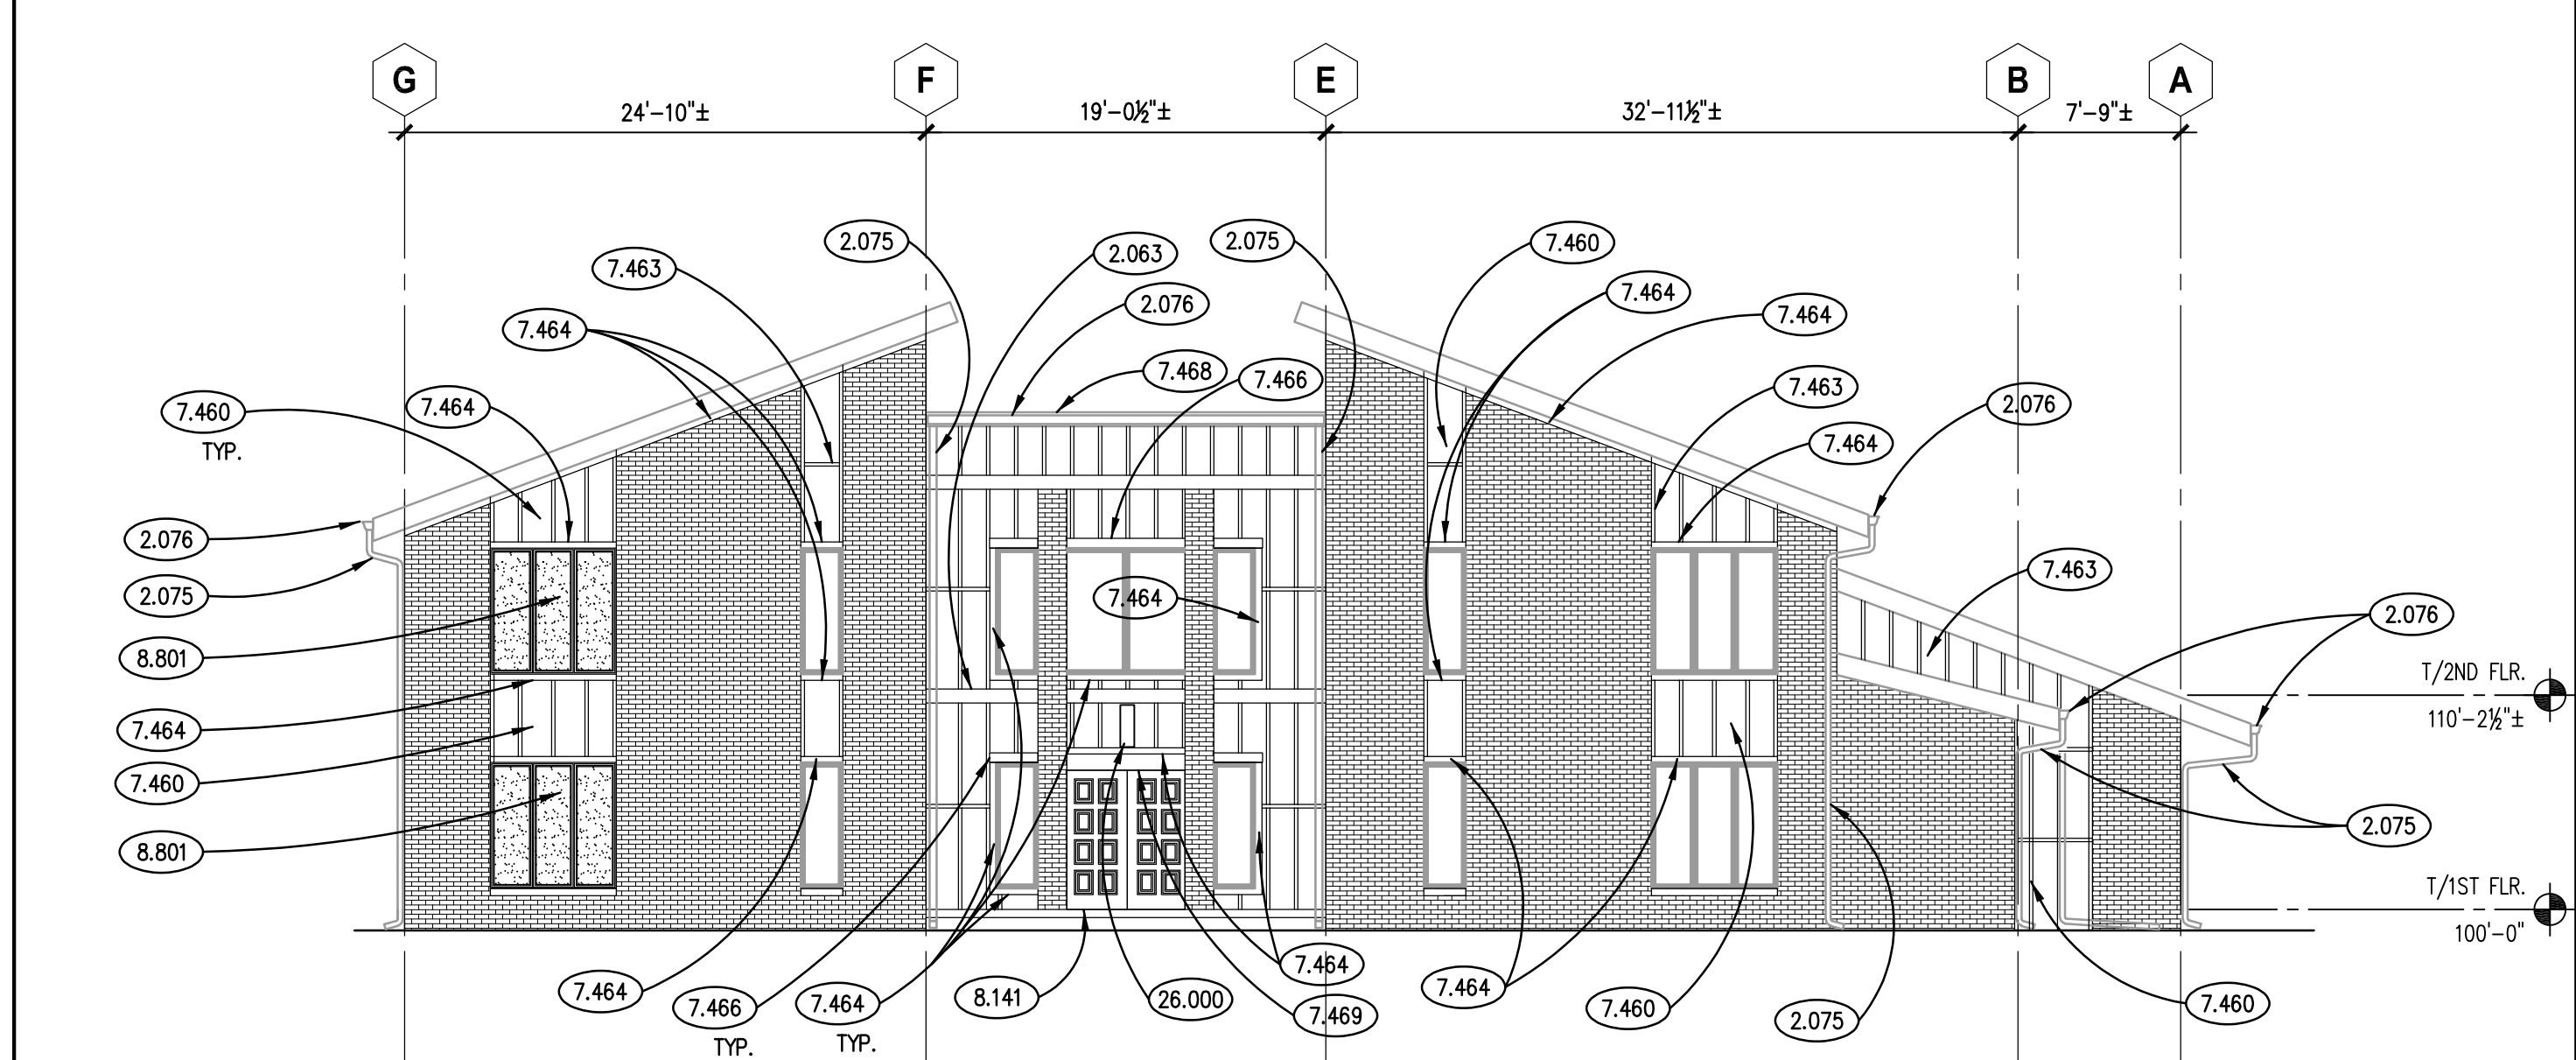 G F E B A
24'-10"± 19'-0½"± 32'-11½"± 7'-9"±
2.075 2.063 2.075 7.460
7.463 7.464
7.464 2.076 7.464
7.468 7.466 7.463
7.460 7.464 2.076
TYP. 7.464
2.076
2.075 7.464 7.463
2.076
8.801 T/2ND FLR.
7.464 110'-2½"±
7.460
8.801 2.075
T/1ST FLR.
100'-0"
7.464 7.466 7.464 8.141 26.000 7.464 7.464 7.460 2.075 7.460
7.469
TYP. TYP.